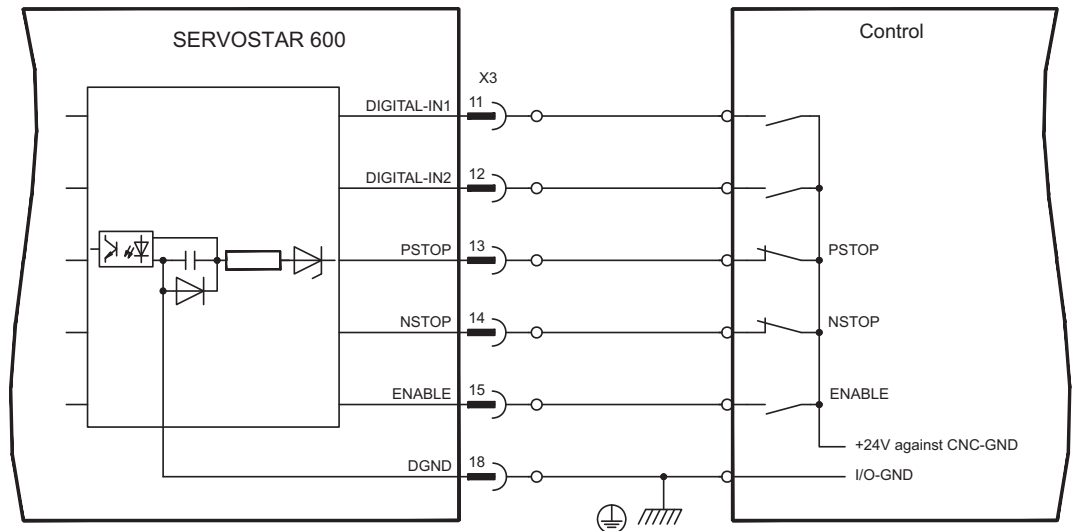 SERVOSTAR 600
Control
X3
DIGITAL-IN1
11
DIGITAL-IN2
12
PSTOP
13
PSTOP
NSTOP
14
NSTOP
ENABLE
15
ENABLE
+24V against CNC-GND
DGND
18
I/O-GND